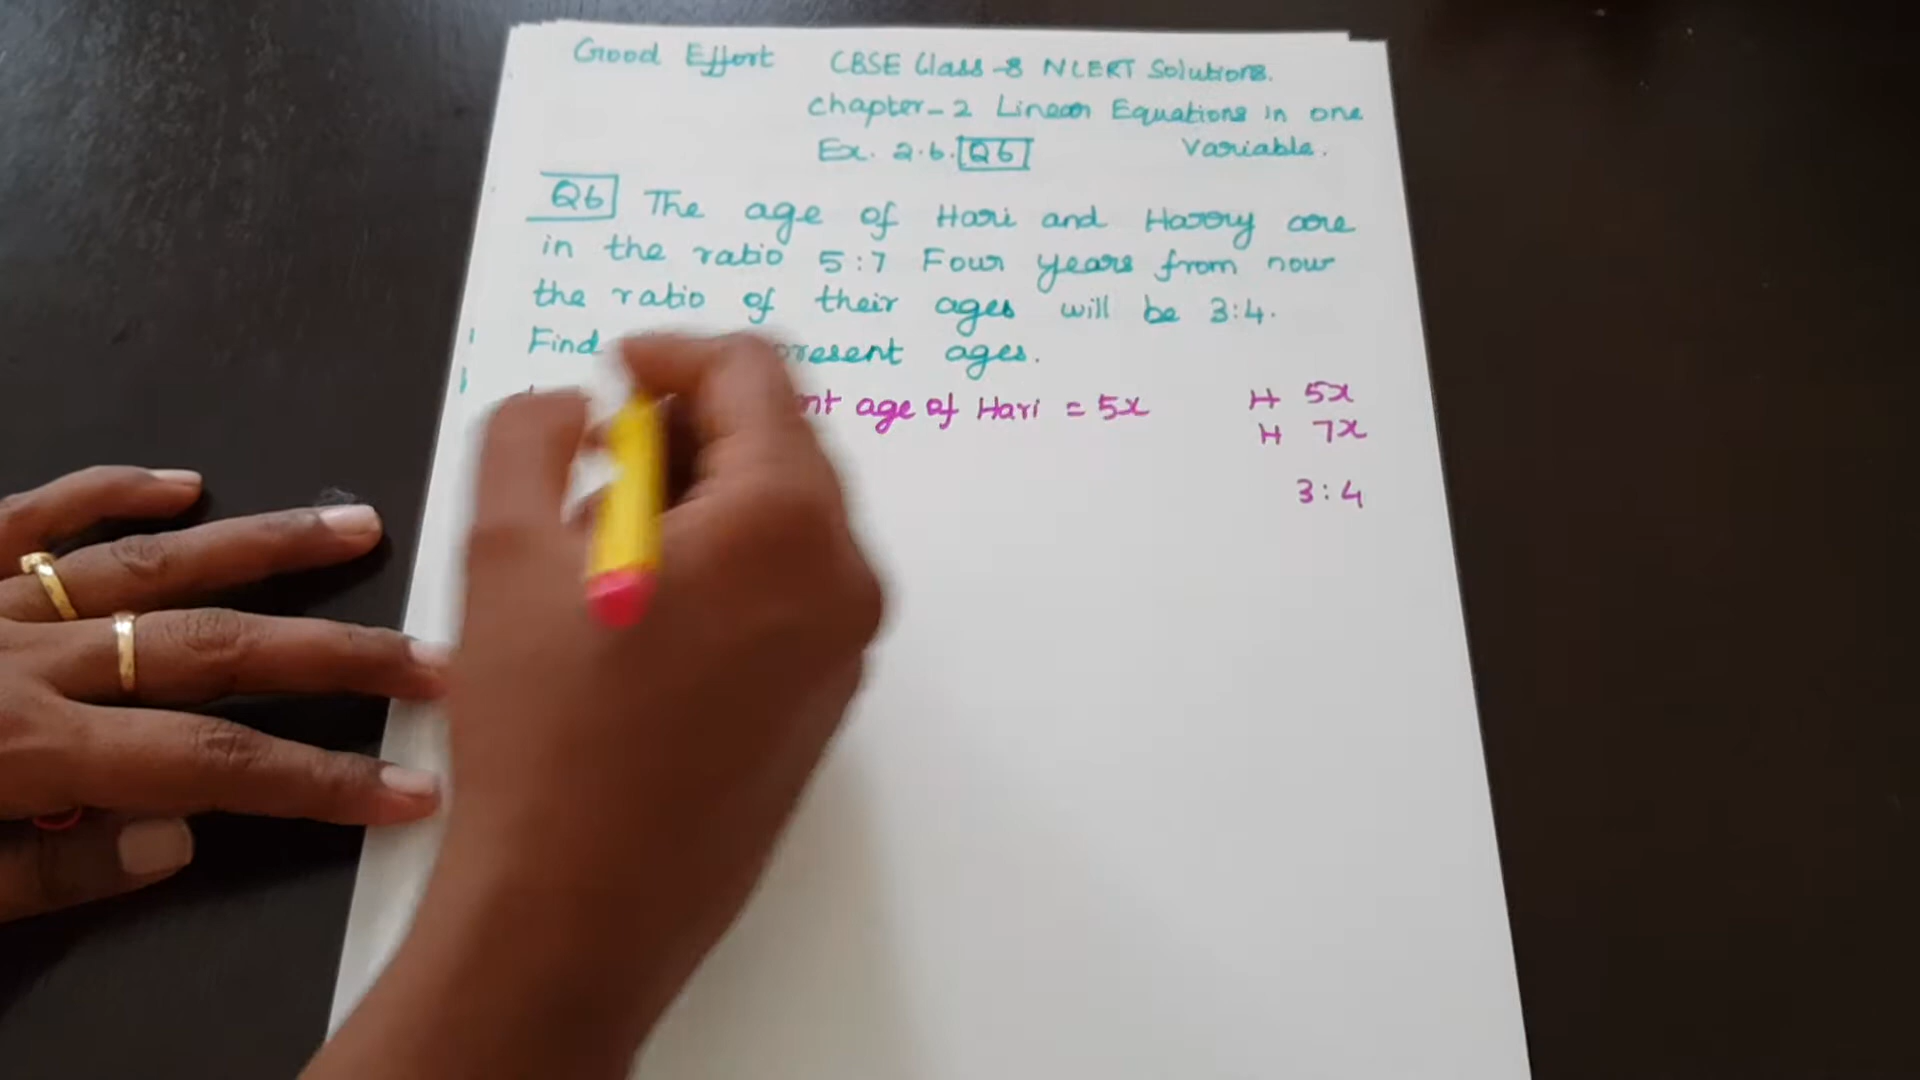 Good Effort CBSE Class-8 NCERT Solutions.
Chapter-2 Linear Equations in one
Ex. 2.6. Q6 Variable.
Q6 The age of Hari and Harry are
in the ratio 5:7 Four years from now
the ratio of their ages will be 3:4.
Find present ages.
age of Hari = 5x H 5x
H 7x
3:4